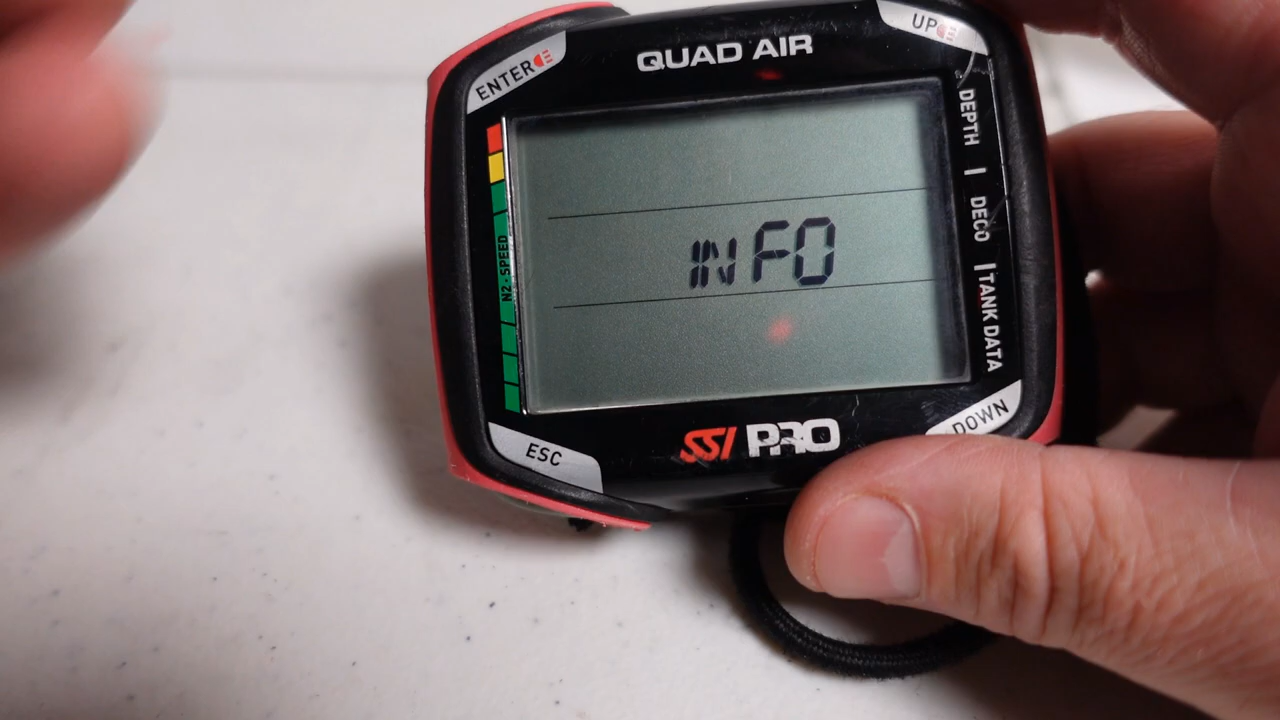 QUAD AIR
ENTER
UP
DEPTH | DECO | TANK DATA
N2 - SPEED
INFO
ESC
SSI PRO
DOWN